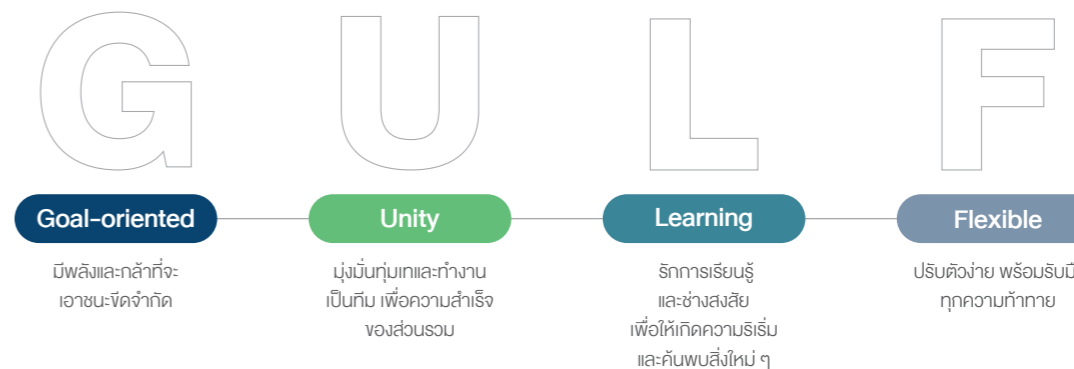 G U L F
Goal-oriented
มีพลังและกล้าที่จะ
เอาชนะขีดจำกัด
Unity
มุ่งมั่นทุ่มเทและทำงาน
เป็นทีม เพื่อความสำเร็จ
ของส่วนรวม
Learning
รักการเรียนรู้
และช่างสงสัย
เพื่อให้เกิดความริเริ่ม
และค้นพบสิ่งใหม่ ๆ
Flexible
ปรับตัวง่าย พร้อมรับมื
ทุกความท้าทาย